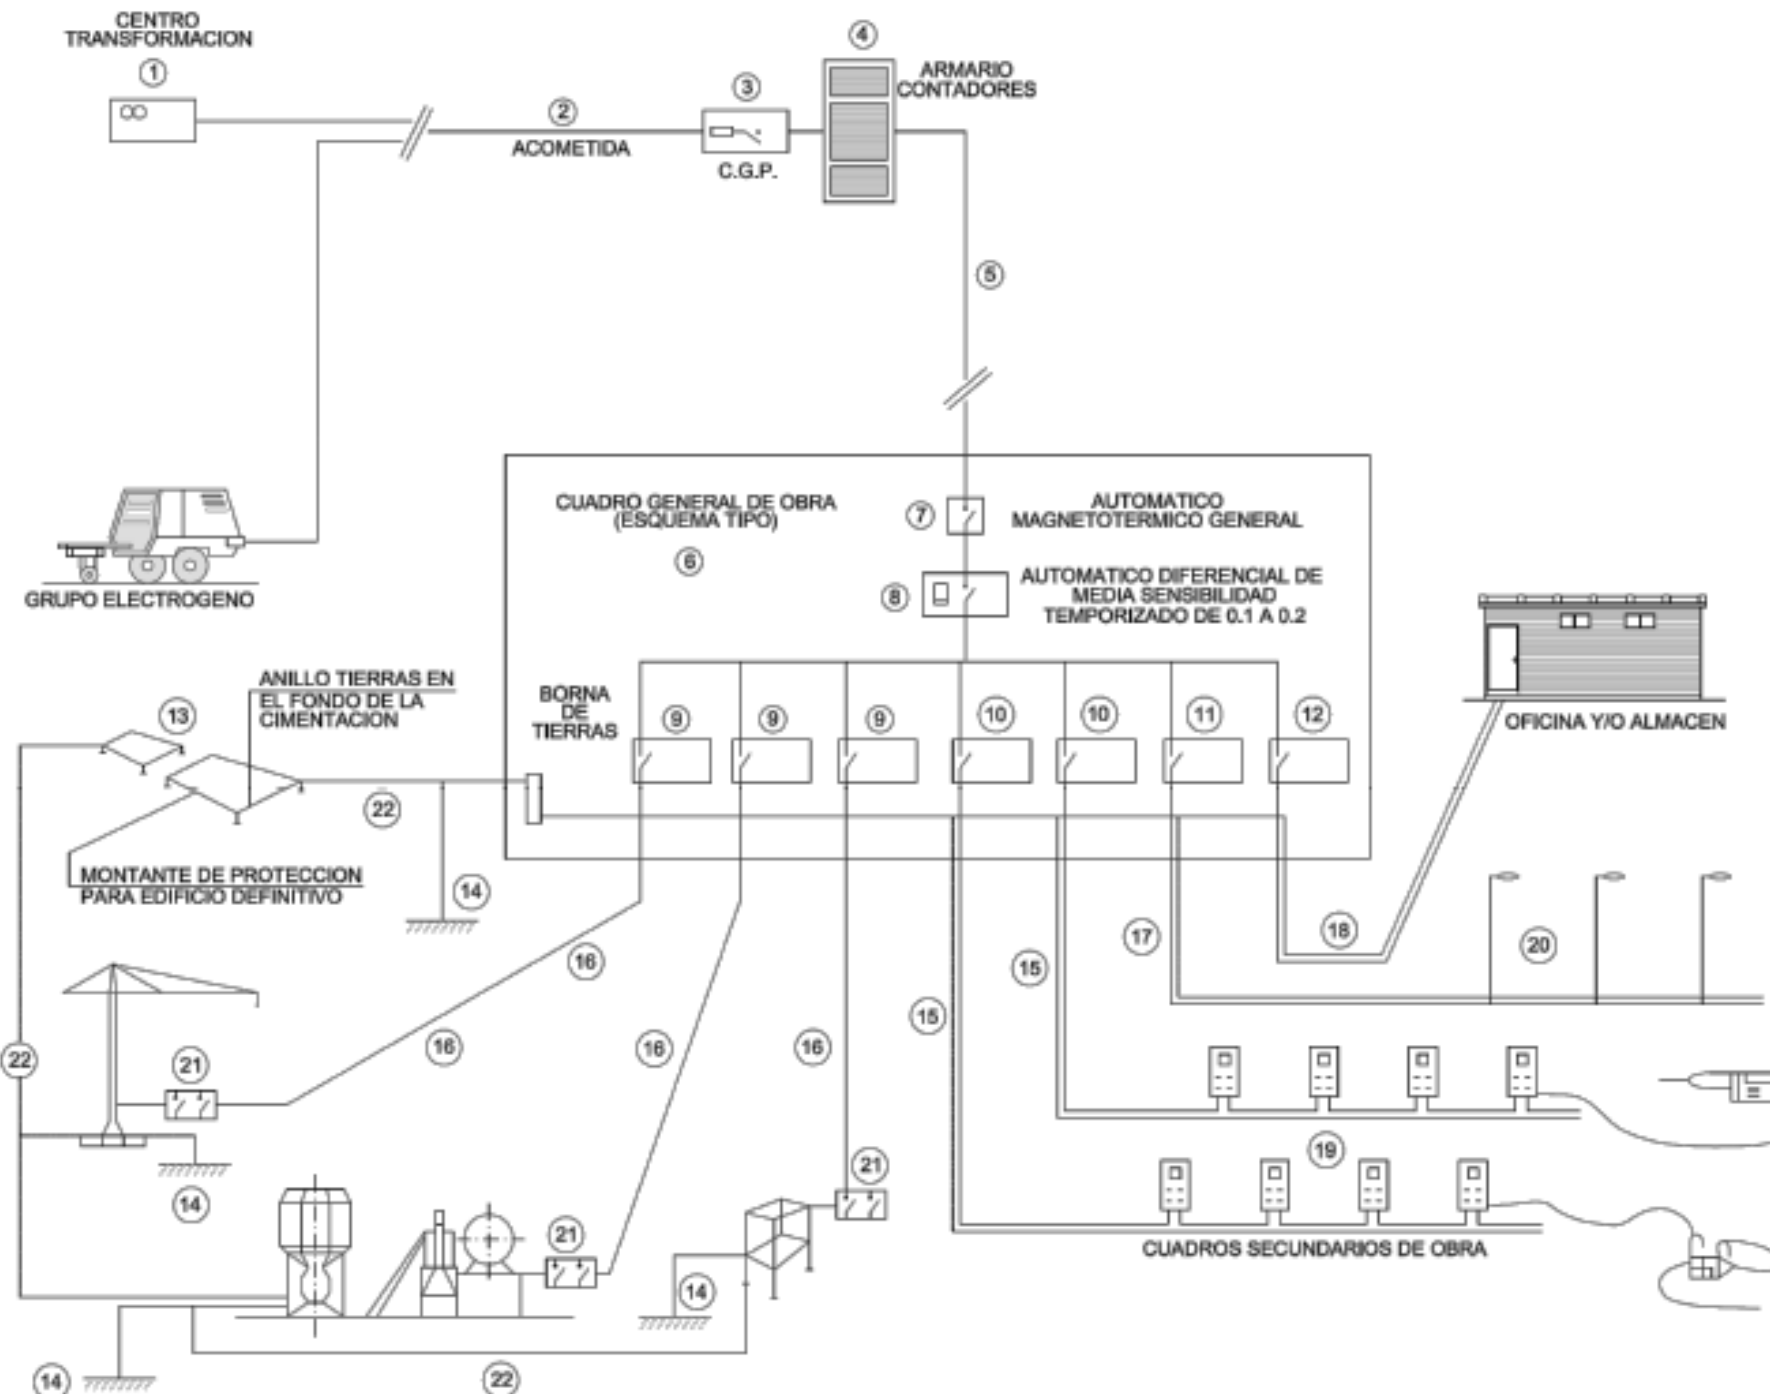 CENTRO
TRANSFORMACION
1
2
ACOMETIDA
3
C.G.P.
4
ARMARIO
CONTADORES
5
GRUPO ELECTROGENO
CUADRO GENERAL DE OBRA
(ESQUEMA TIPO)
6
7
AUTOMATICO
MAGNETOTERMICO GENERAL
8
AUTOMATICO DIFERENCIAL DE
MEDIA SENSIBILIDAD
TEMPORIZADO DE 0.1 A 0.2
OFICINA Y/O ALMACEN
13
ANILLO TIERRAS EN
EL FONDO DE LA
CIMENTACION
BORNA
DE
TIERRAS
9
9
9
10
10
11
12
22
MONTANTE DE PROTECCION
PARA EDIFICIO DEFINITIVO
14
16
16
16
16
15
15
17
18
20
22
21
14
21
21
14
19
CUADROS SECUNDARIOS DE OBRA
14
22